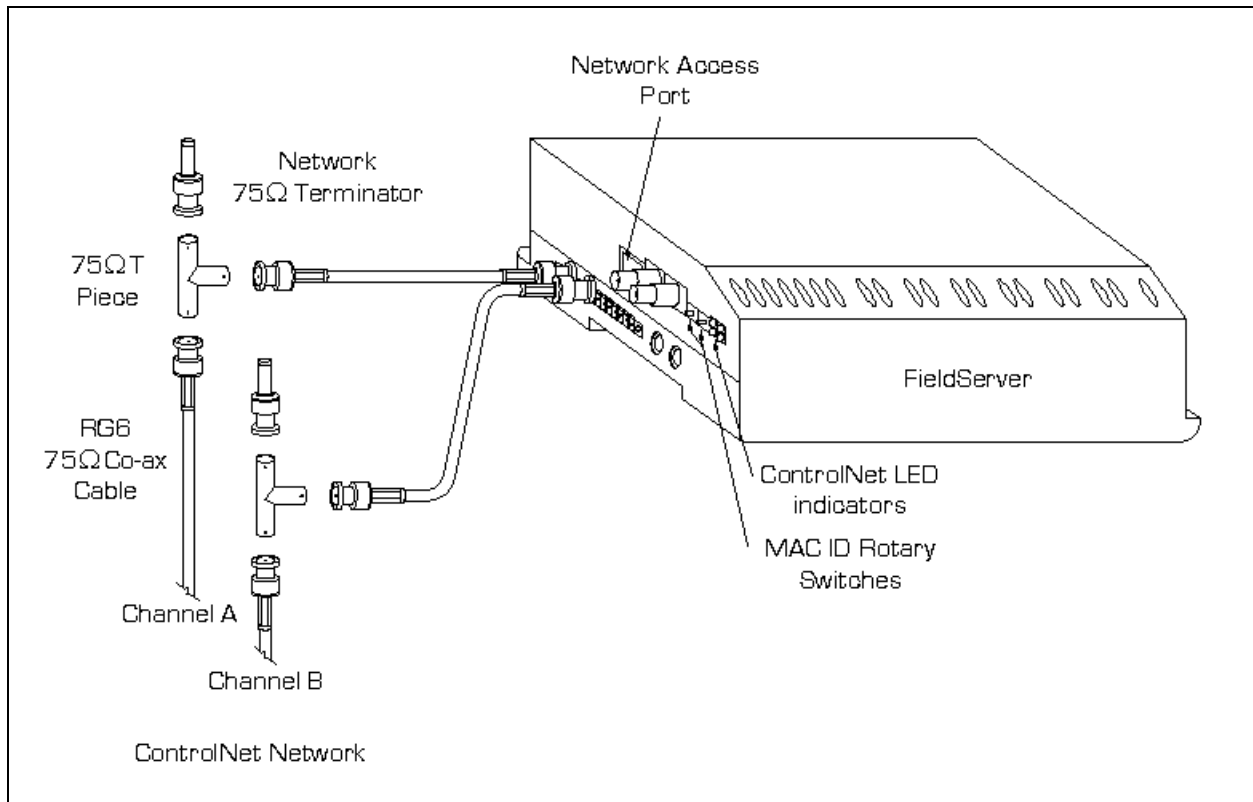 Network Access
Port
Network
75Ω Terminator
75Ω T
Piece
FieldServer
RG6
75Ω Co-ax
Cable
ControlNet LED
indicators
MAC ID Rotary
Switches
Channel A
Channel B
ControlNet Network